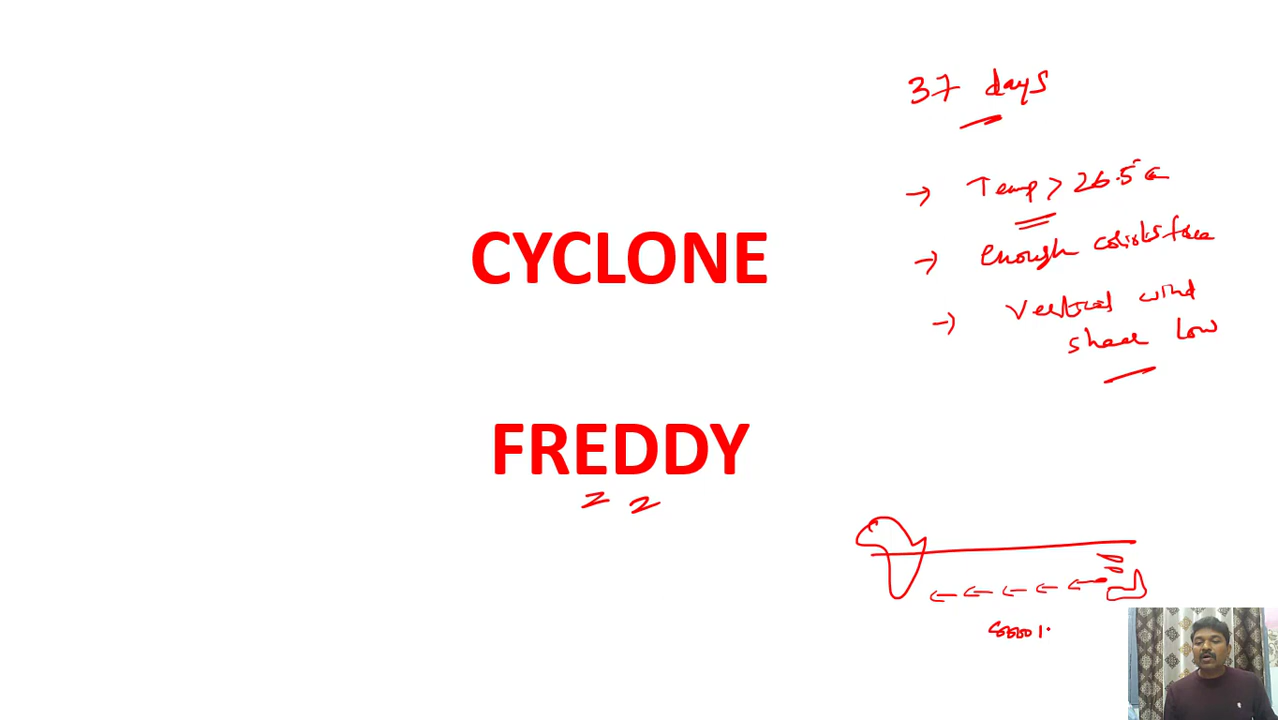 37 days
→ Temp > 26.5°C
CYCLONE
→ Enough coriolis force
→ Vertical wind
shear low
FREDDY